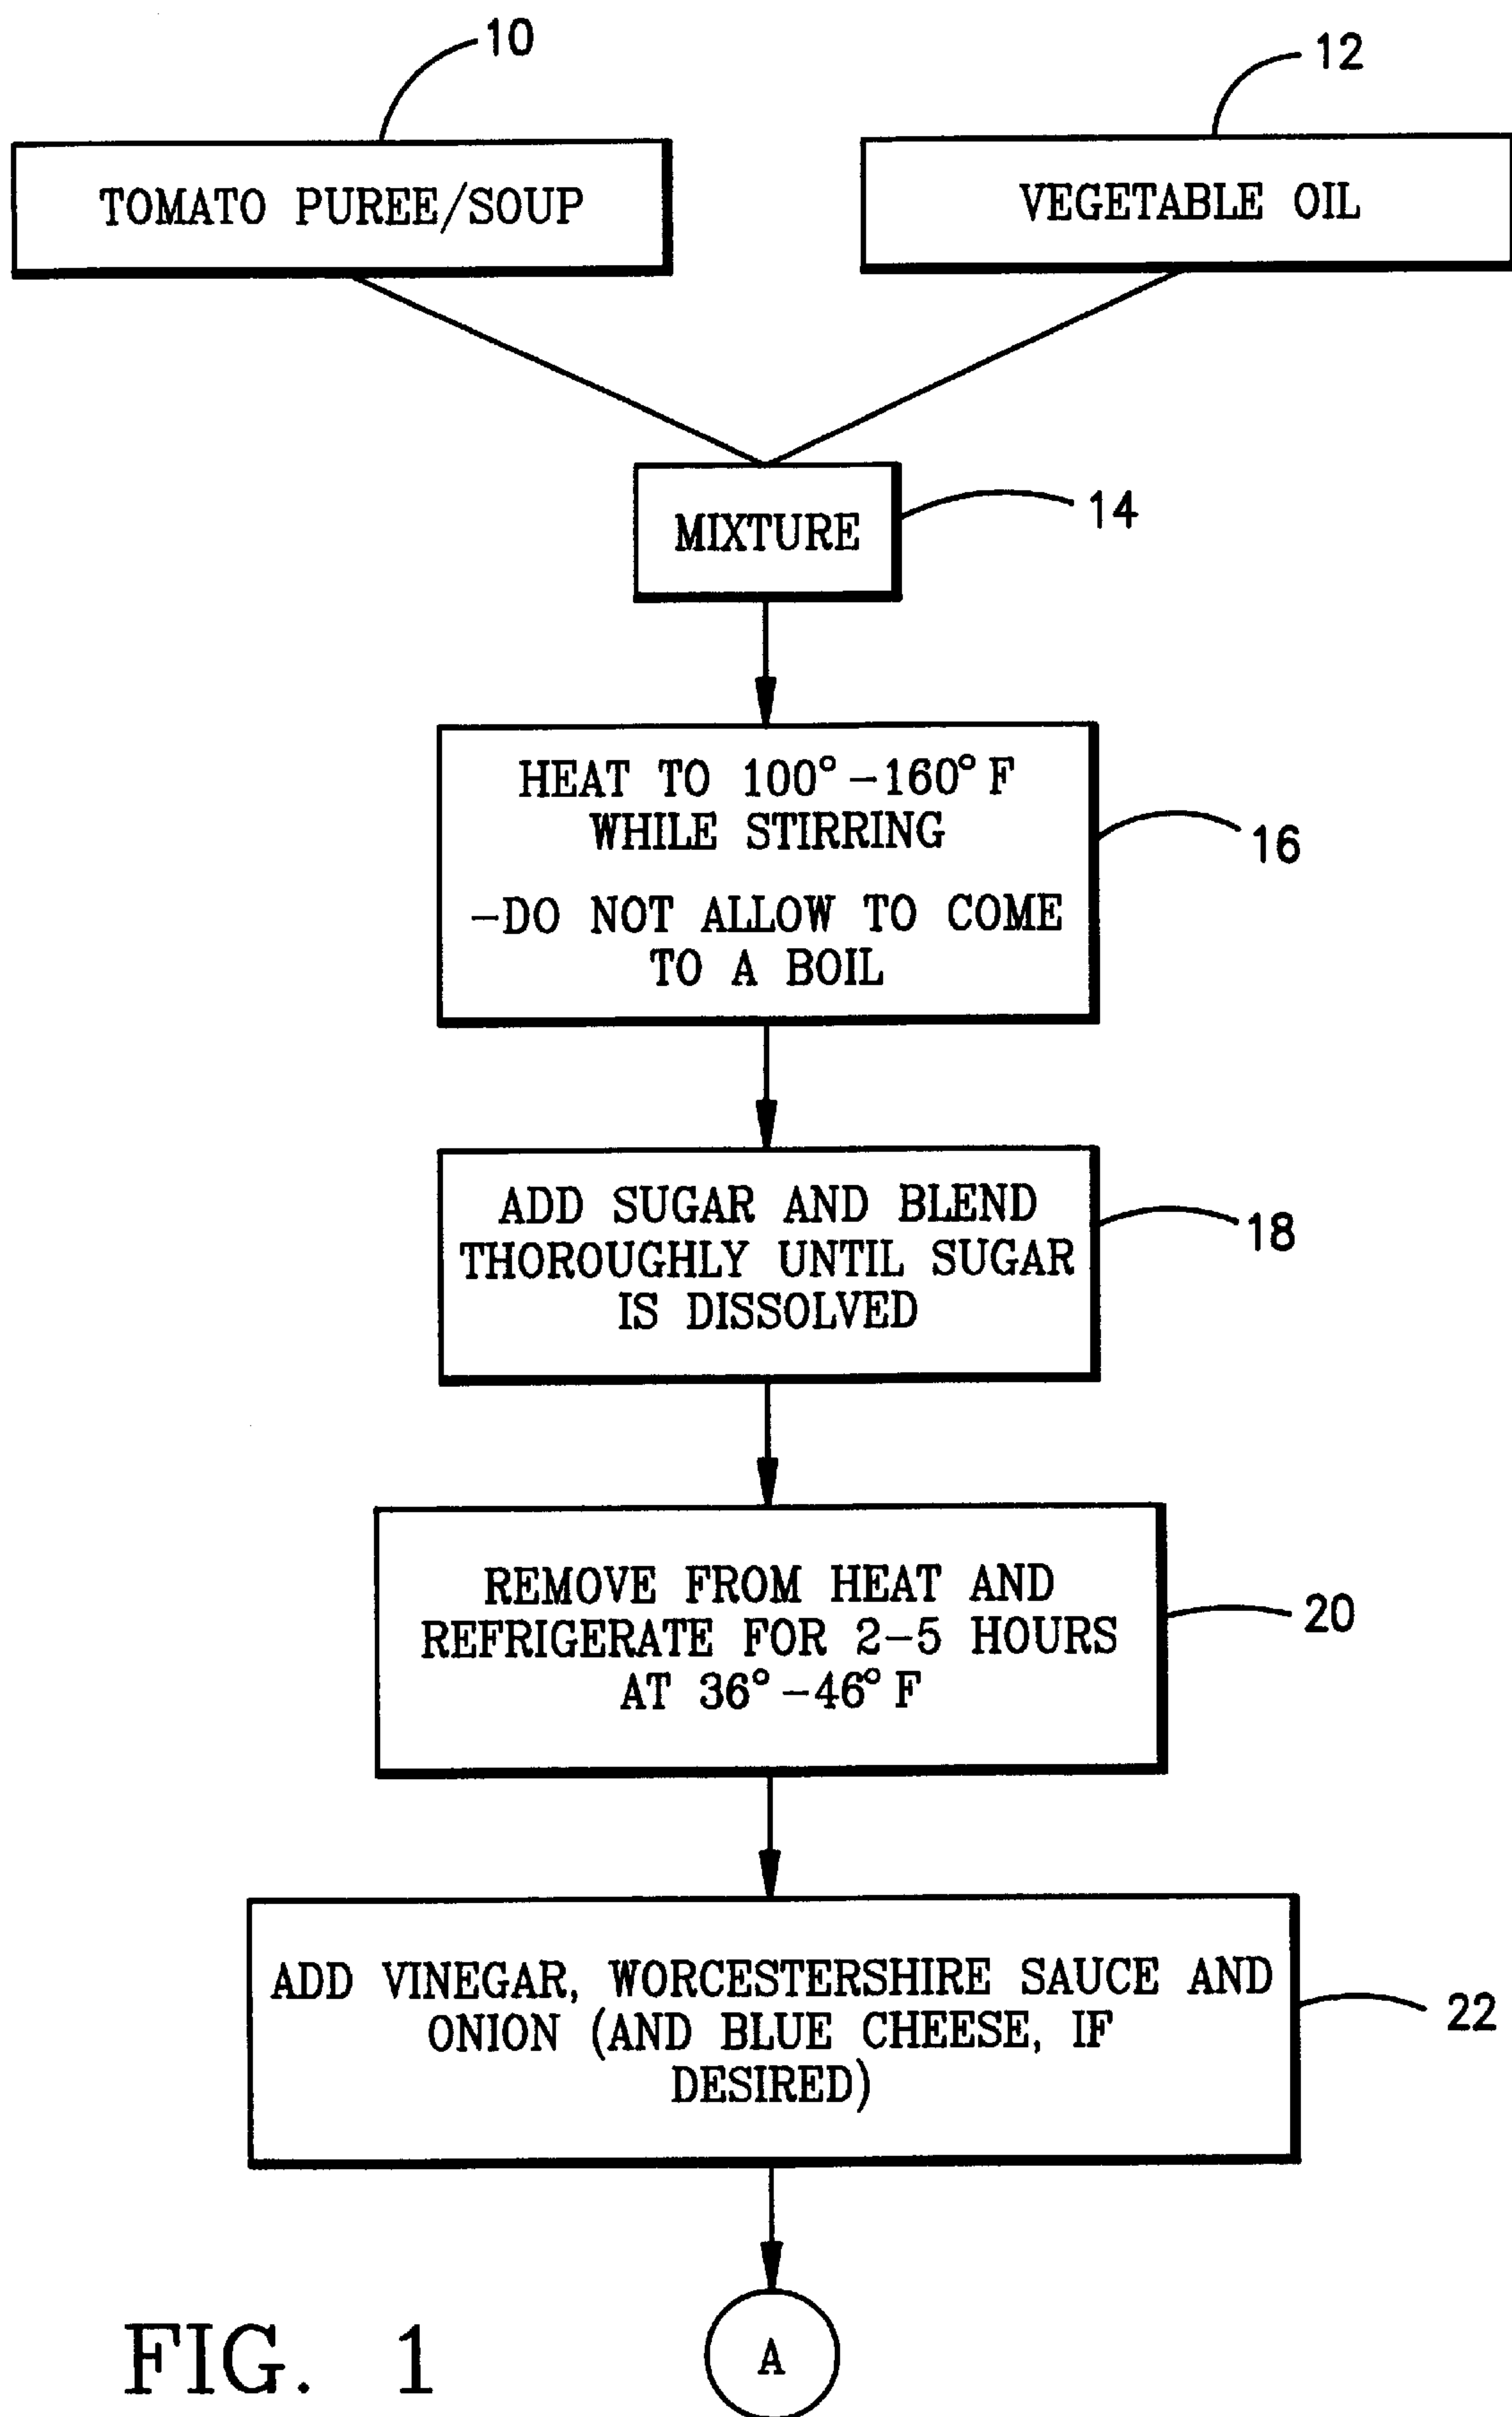 10
12
TOMATO PUREE/SOUP
VEGETABLE OIL
MIXTURE
14
HEAT TO 100°-160°F
WHILE STIRRING
-DO NOT ALLOW TO COME
TO A BOIL
16
ADD SUGAR AND BLEND
THOROUGHLY UNTIL SUGAR
IS DISSOLVED
18
REMOVE FROM HEAT AND
REFRIGERATE FOR 2-5 HOURS
AT 36°-46°F
20
ADD VINEGAR, WORCESTERSHIRE SAUCE AND
ONION (AND BLUE CHEESE, IF
DESIRED)
22
A
FIG. 1